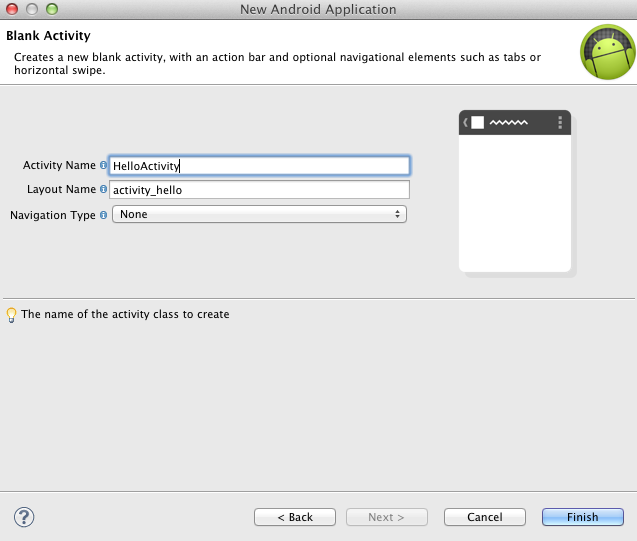 New Android Application
Blank Activity
Creates a new blank activity, with an action bar and optional navigational elements such as tabs or
horizontal swipe.
Activity Name HelloActivity
Layout Name activity_hello
Navigation Type None
The name of the activity class to create
? < Back Next > Cancel Finish